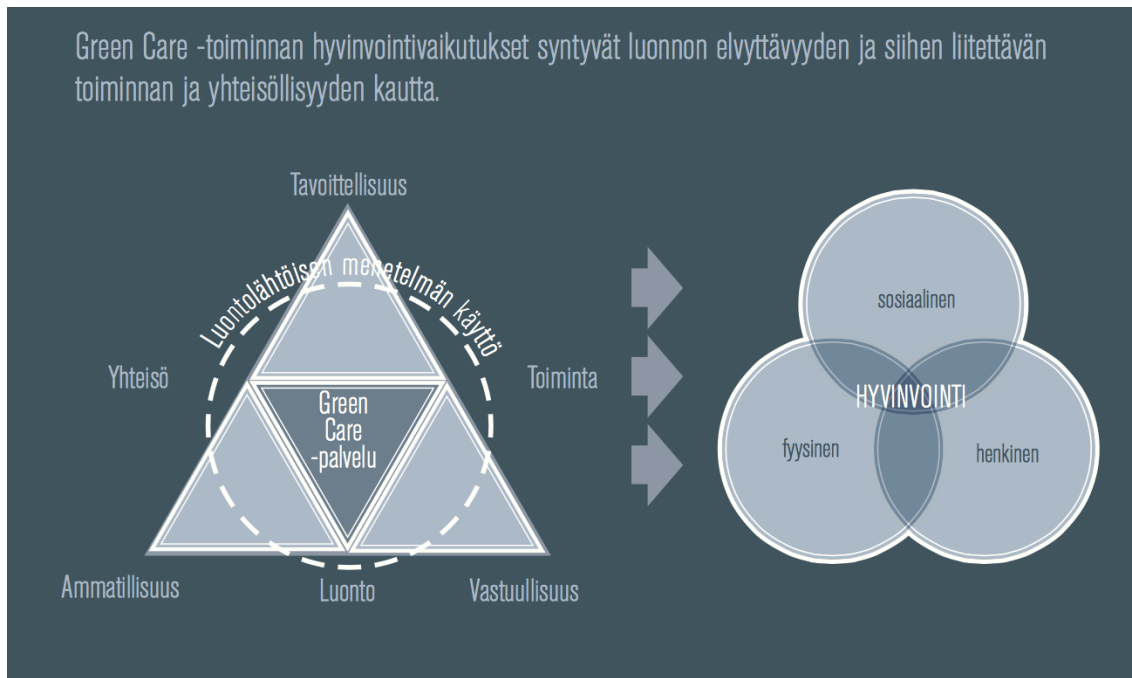 Green Care -toiminnan hyvinvointivaikutukset syntyvät luonnon elvyttävyyden ja siihen liitettävän
toiminnan ja yhteisöllisyyden kautta.
Tavoittellisuus
Luontolähtöisen menetelmän käyttö
Yhteisö
Toiminta
Green
Care
-palvelu
Ammatillisuus
Luonto
Vastuullisuus
sosiaalinen
HYVINVOINTI
fyysinen
henkinen